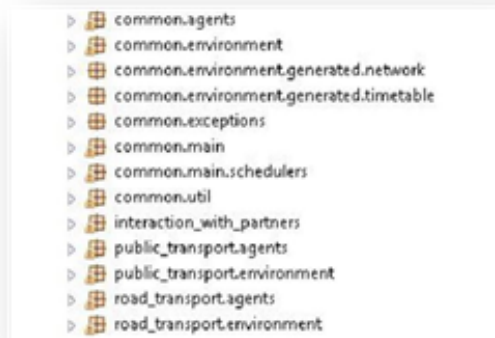 common.agents
common.environment
common.environment.generated.network
common.environment.generated.timetable
common.exceptions
common.main
common.main.schedulers
common.util
interaction_with_partners
public_transport.agents
public_transport.environment
road_transport.agents
road_transport.environment